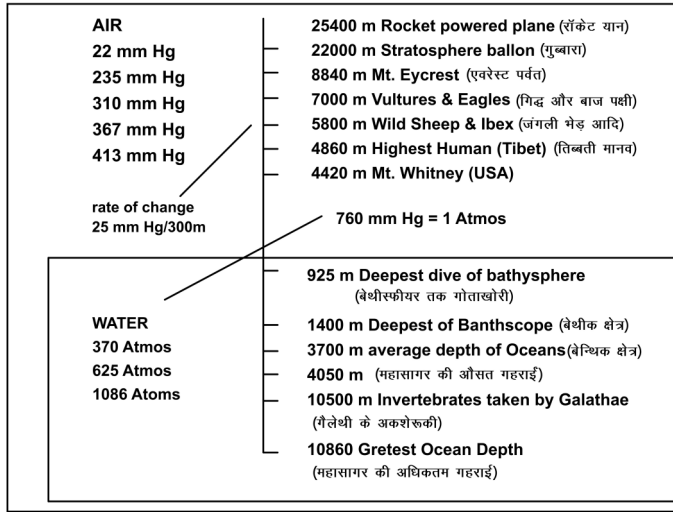 AIR
22 mm Hg
235 mm Hg
310 mm Hg
367 mm Hg
413 mm Hg
rate of change
25 mm Hg/300m
25400 m Rocket powered plane (रॉकेट यान)
22000 m Stratosphere ballon (गुब्बारा)
8840 m Mt. Eycrest (एवरेस्ट पर्वत)
7000 m Vultures & Eagles (गिद्ध और बाज पक्षी)
5800 m Wild Sheep & Ibex (जंगली भेड़ आदि)
4860 m Highest Human (Tibet) (तिब्बती मानव)
4420 m Mt. Whitney (USA)
760 mm Hg = 1 Atmos
WATER
370 Atmos
625 Atmos
1086 Atoms
925 m Deepest dive of bathysphere
(बेथीस्फीयर तक गोताखोरी)
1400 m Deepest of Banthscope (बेथीक क्षेत्र)
3700 m average depth of Oceans(बेन्थिक क्षेत्र)
4050 m (महासागर की औसत गहराई)
10500 m Invertebrates taken by Galathae
(गैलेथी के अकशेरूकी)
10860 Gretest Ocean Depth
(महासागर की अधिकतम गहराई)